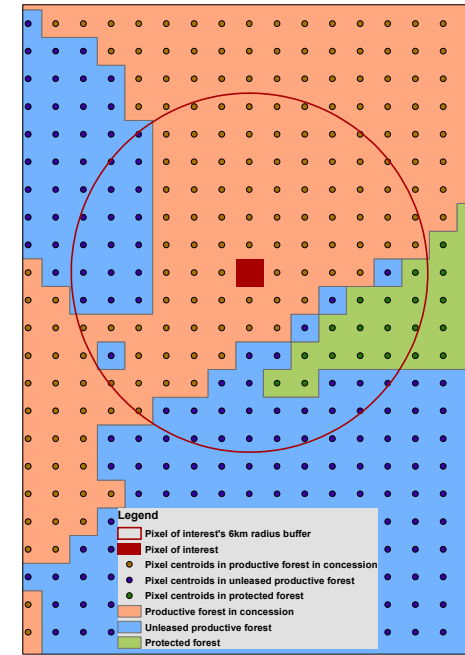 Legend
Pixel of interest's 6km radius buffer
Pixel of interest
Pixel centroids in productive forest in concession
Pixel centroids in unleased productive forest
Pixel centroids in protected forest
Productive forest in concession
Unleased productive forest
Protected forest